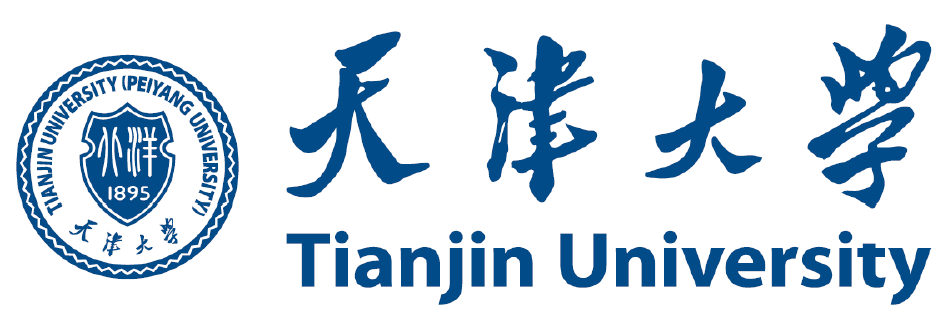 TIANJIN UNIVERSITY (PEIYANG UNIVERSITY)
北洋
1895
天津大学
天津大学
Tianjin University